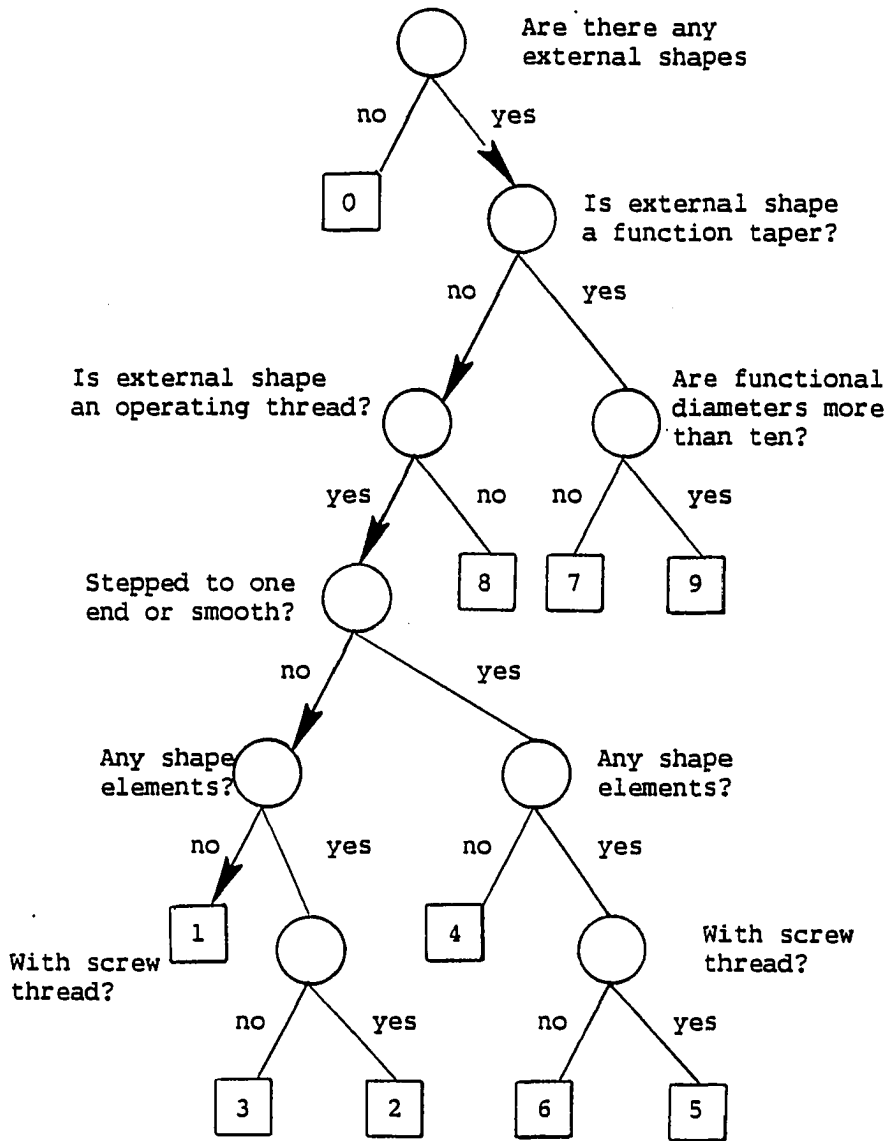 Are there any
external shapes
no
yes
0
Is external shape
a function taper?
no
yes
Is external shape
an operating thread?
Are functional
diameters more
than ten?
yes
no
no
yes
8
7
9
Stepped to one
end or smooth?
no
yes
Any shape
elements?
Any shape
elements?
no
yes
no
yes
1
4
With screw
thread?
With screw
thread?
no
yes
no
yes
3
2
6
5